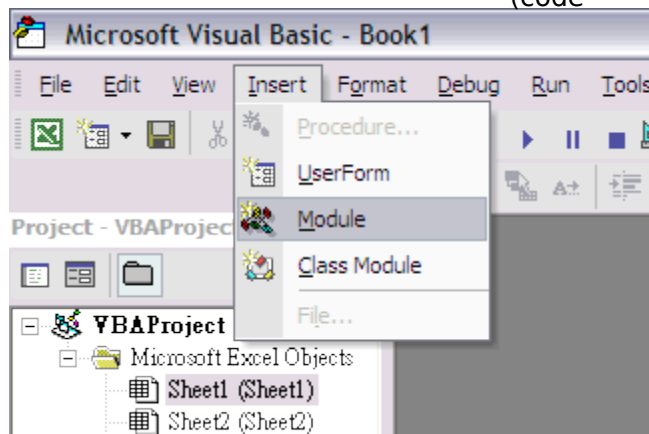 (code
Microsoft Visual Basic - Book1
File Edit View Insert Format Debug Run Tools
Procedure...
UserForm
Module
Project - VBAProjec
Class Module
File...
VBAProject
Microsoft Excel Objects
Sheet1 (Sheet1)
Sheet2 (Sheet2)